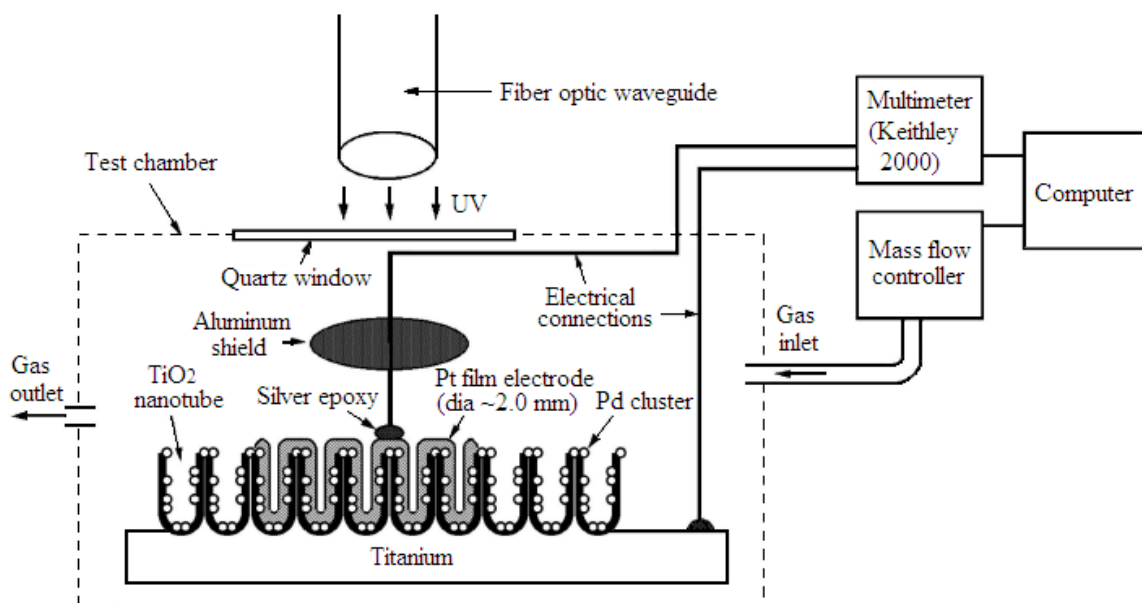 Fiber optic waveguide
Multimeter
(Keithley
2000)
Test chamber
UV
Computer
Quartz window
Mass flow
controller
Electrical
connections
Aluminum
shield
Gas
inlet
Gas
outlet
TiO2
nanotube
Silver epoxy
Pt film electrode
(dia ~2.0 mm)
Pd cluster
Titanium